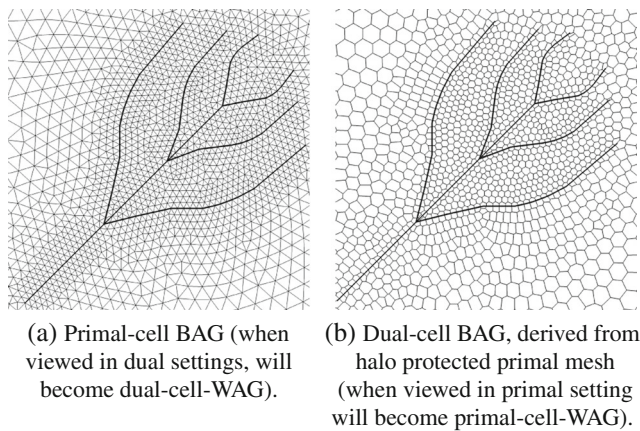 (a) Primal-cell BAG (when
viewed in dual settings, will
become dual-cell-WAG).
(b) Dual-cell BAG, derived from
halo protected primal mesh
(when viewed in primal setting
will become primal-cell-WAG).